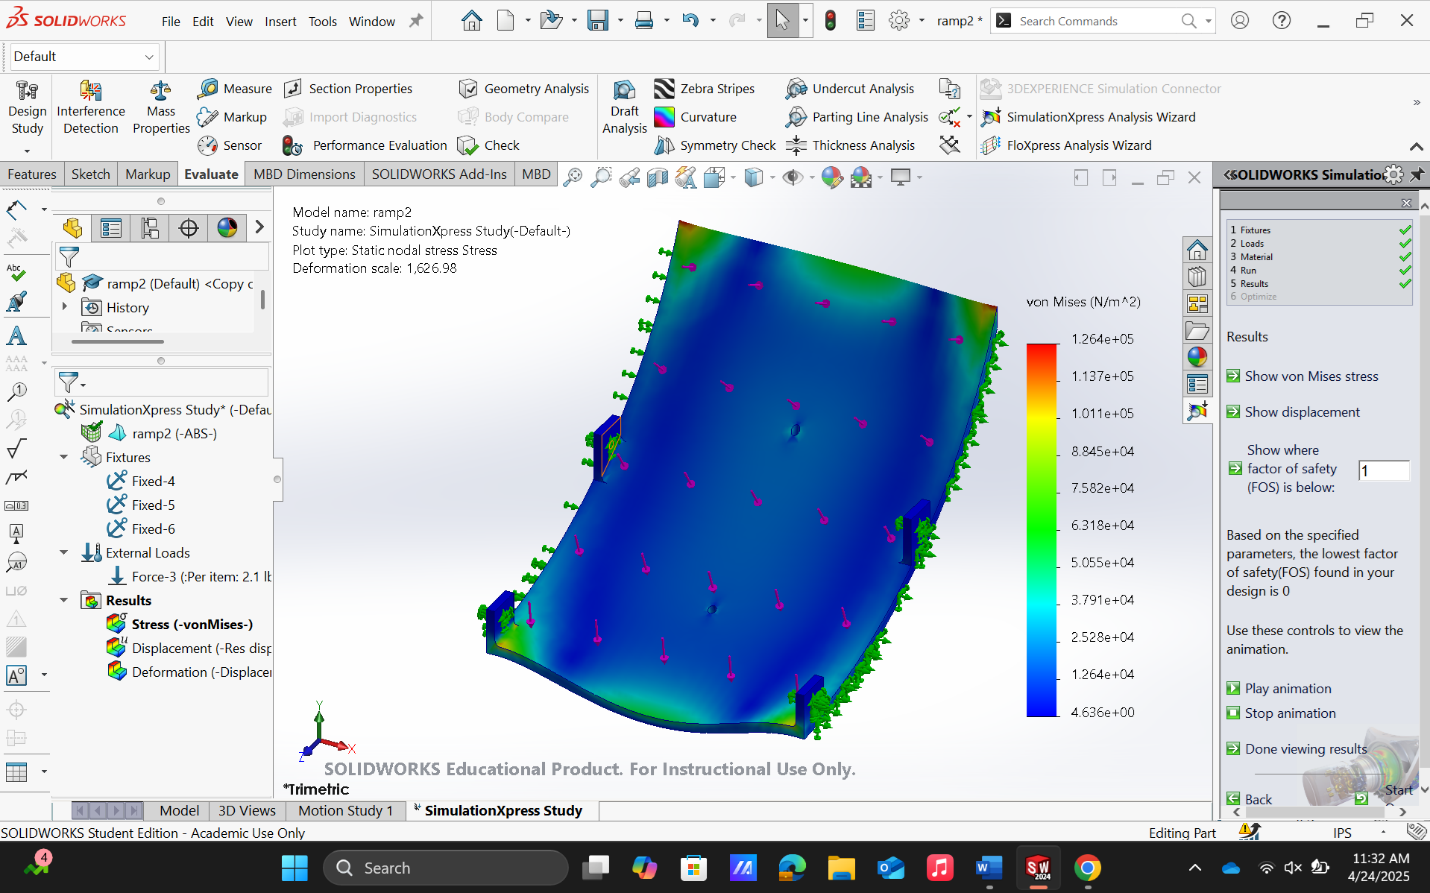 SOLIDWORKS
File Edit View Insert Tools Window
ramp2 *
Search Commands
Default
Design Study
Interference Detection
Mass Properties
Measure
Markup
Sensor
Section Properties
Import Diagnostics
Performance Evaluation
Geometry Analysis
Body Compare
Check
Draft Analysis
Zebra Stripes
Curvature
Symmetry Check
Undercut Analysis
Parting Line Analysis
Thickness Analysis
3DEXPERIENCE Simulation Connector
SimulationXpress Analysis Wizard
FloXpress Analysis Wizard
Features Sketch Markup Evaluate MBD Dimensions SOLIDWORKS Add-Ins MBD
ramp2 (Default) <Copy c
History
Sensors
SimulationXpress Study* (-Defau
ramp2 (-ABS-)
Fixtures
Fixed-4
Fixed-5
Fixed-6
External Loads
Force-3 (:Per item: 2.1 lb
Results
Stress (-vonMises-)
Displacement (-Res disp
Deformation (-Displacer
Model name: ramp2
Study name: SimulationXpress Study(-Default-)
Plot type: Static nodal stress Stress
Deformation scale: 1,626.98
von Mises (N/m^2)
1.264e+05
1.137e+05
1.011e+05
8.845e+04
7.582e+04
6.318e+04
5.055e+04
3.791e+04
2.528e+04
1.264e+04
4.636e+00
Y
X
Z
SOLIDWORKS Educational Product. For Instructional Use Only.
*Trimetric
SOLIDWORKS Simulatio
1 Fixtures
2 Loads
3 Material
4 Run
5 Results
6 Optimize
Results
Show von Mises stress
Show displacement
Show where
factor of safety
(FOS) is below:
1
Based on the specified
parameters, the lowest factor
of safety(FOS) found in your
design is 0
Use these controls to view the
animation.
Play animation
Stop animation
Done viewing results
Back
Start
Model 3D Views Motion Study 1 SimulationXpress Study
SOLIDWORKS Student Edition - Academic Use Only
Editing Part
IPS
4
Search
11:32 AM
4/24/2025